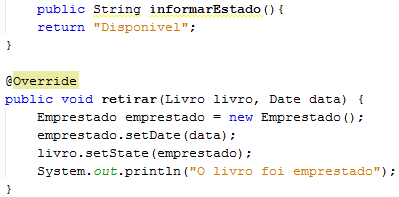 public String informarEstado(){
return "Disponivel";
}
@Override
public void retirar(Livro livro, Date data) {
Emprestado emprestado = new Emprestado();
emprestado.setDate(data);
livro.setState(emprestado);
System.out.println("O livro foi emprestado");
}